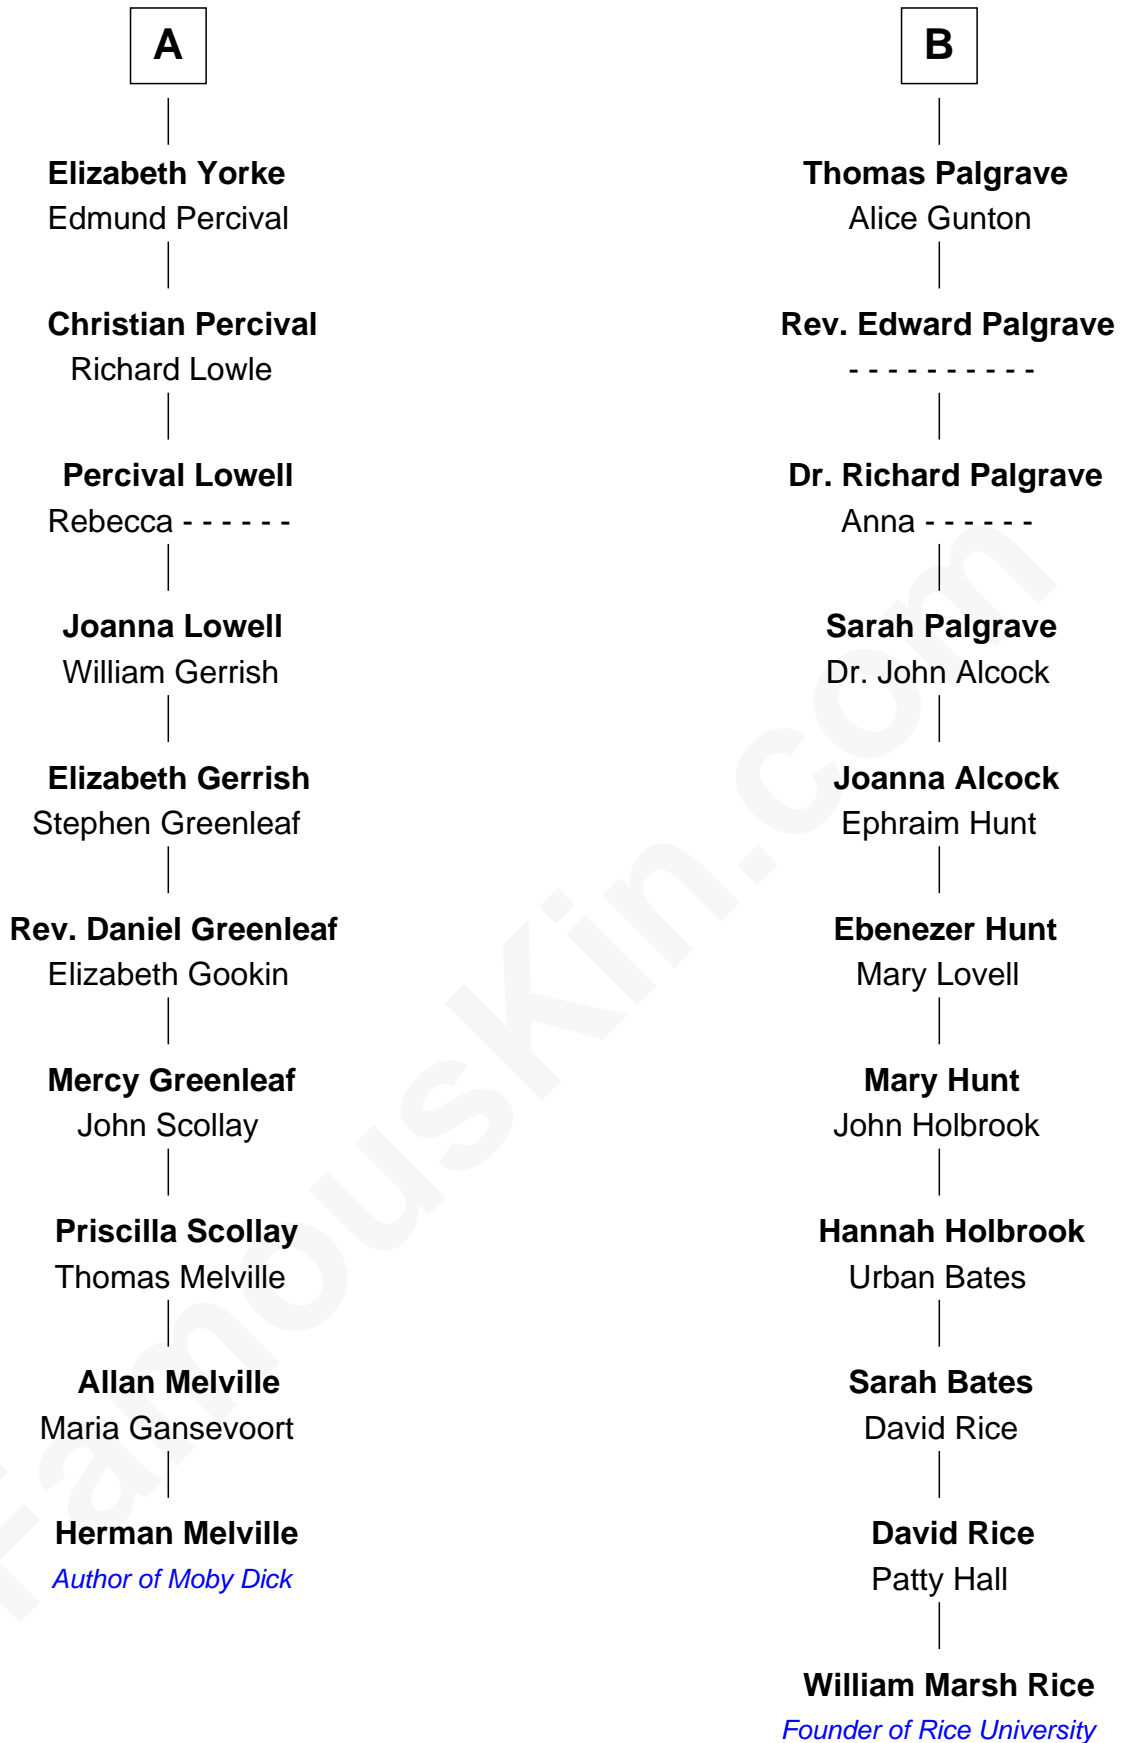 A
Elizabeth Yorke
Edmund Percival
Christian Percival
Richard Lowle
Percival Lowell
Rebecca - - - - - -
Joanna Lowell
William Gerrish
Elizabeth Gerrish
Stephen Greenleaf
Rev. Daniel Greenleaf
Elizabeth Gookin
Mercy Greenleaf
John Scollay
Priscilla Scollay
Thomas Melville
Allan Melville
Maria Gansevoort
Herman Melville
Author of Moby Dick
B
Thomas Palgrave
Alice Gunton
Rev. Edward Palgrave
- - - - - - - - - -
Dr. Richard Palgrave
Anna - - - - - -
Sarah Palgrave
Dr. John Alcock
Joanna Alcock
Ephraim Hunt
Ebenezer Hunt
Mary Lovell
Mary Hunt
John Holbrook
Hannah Holbrook
Urban Bates
Sarah Bates
David Rice
David Rice
Patty Hall
William Marsh Rice
Founder of Rice University
FamousKin.com